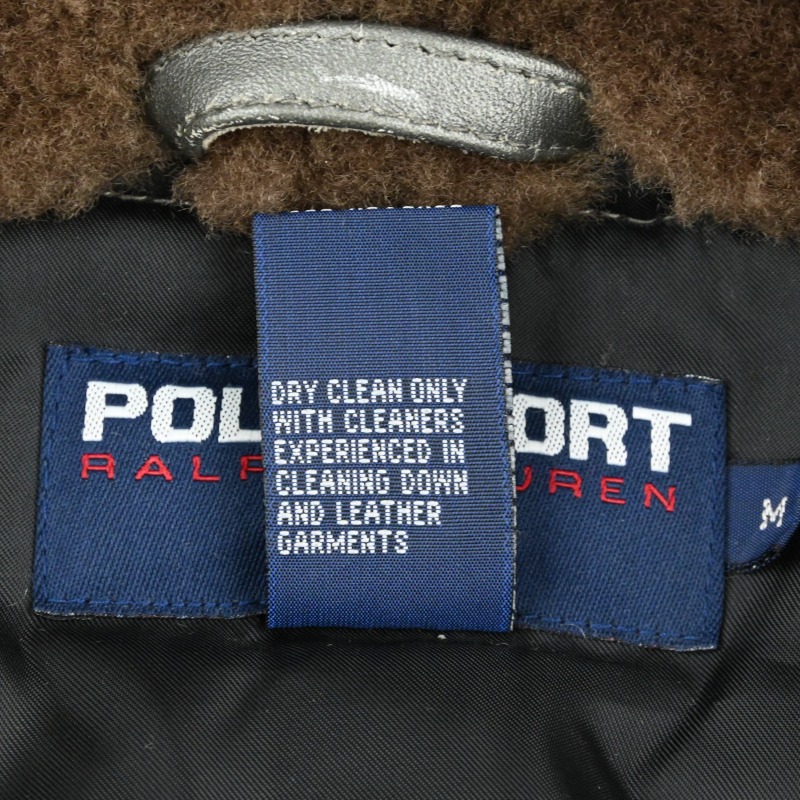 POL ORT
RALP UREN
DRY CLEAN ONLY
WITH CLEANERS
EXPERIENCED IN
CLEANING DOWN
AND LEATHER
GARMENTS
M